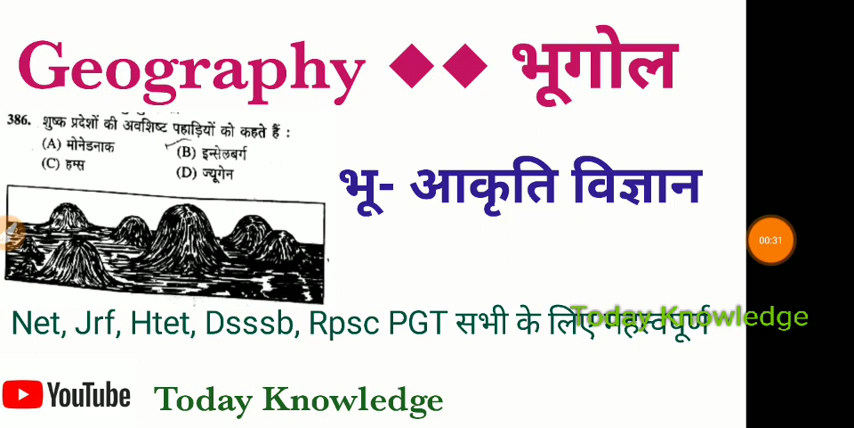 Geography ◆◆ भूगोल
386. शुष्क प्रदेशों की अवशिष्ट पहाड़ियों को कहते हैं :
(A) मोनेडनाक
(B) इन्सेलबर्ग
(C) हम्स
(D) ज्यूगेन
भू- आकृति विज्ञान
00:31
Net, Jrf, Htet, Dsssb, Rpsc PGT सभी के लिए महत्वपूर्ण
Today Knowledge
YouTube
Today Knowledge